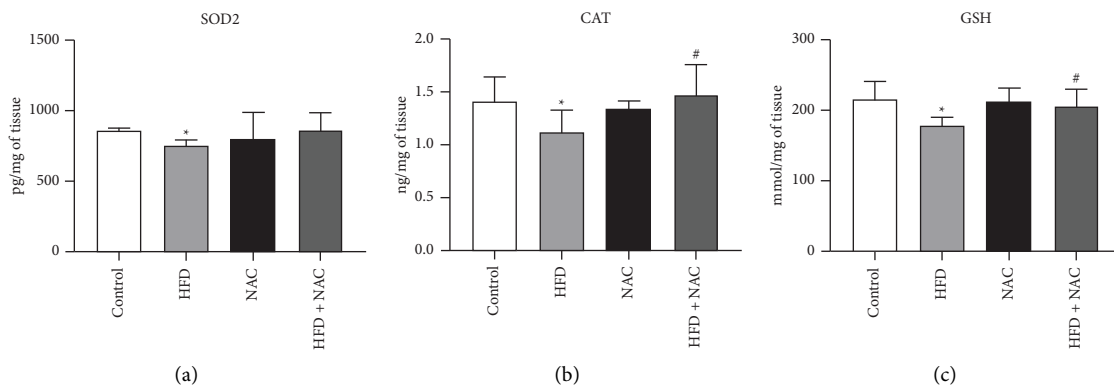 SOD2
1500
1000
500
0
pg/mg of tissue
*
Control
HFD
NAC
HFD + NAC
(a)
CAT
2.0
1.5
1.0
1.5
0.0
ng/mg of tissue
*
#
Control
HFD
NAC
HFD + NAC
(b)
GSH
300
200
200
0
mmol/mg of tissue
*
#
Control
HFD
NAC
HFD + NAC
(c)